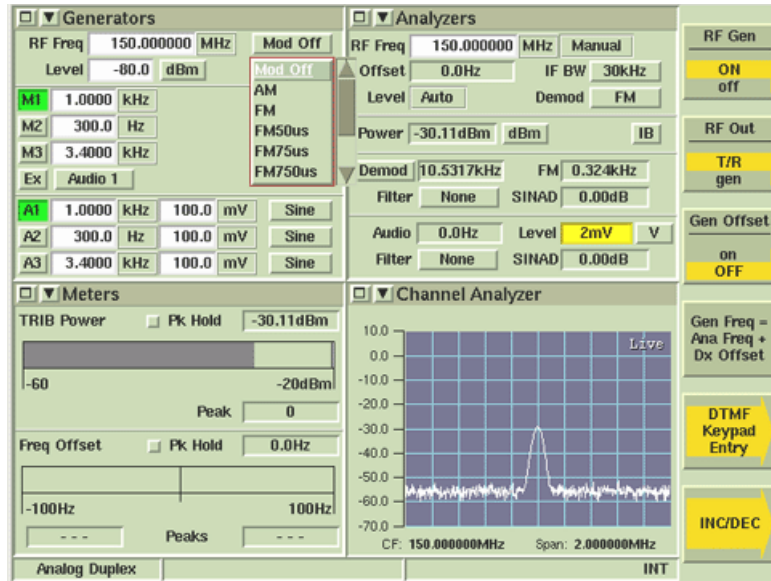 Generators
RF Freq 150.000000 MHz Mod Off
Level -80.0 dBm
Mod Off
AM
FM
FM50us
FM75us
FM750us
M1 1.0000 kHz
M2 300.0 Hz
M3 3.4000 kHz
Ex Audio 1
A1 1.0000 kHz 100.0 mV Sine
A2 300.0 Hz 100.0 mV Sine
A3 3.4000 kHz 100.0 mV Sine
Analyzers
RF Freq 150.000000 MHz Manual
Offset 0.0Hz IF BW 30kHz
Level Auto Demod FM
Power -30.11dBm dBm IB
Demod 10.5317kHz FM 0.324kHz
Filter None SINAD 0.00dB
Audio 0.0Hz Level 2mV V
Filter None SINAD 0.00dB
Meters
TRIB Power Pk Hold -30.11dBm
-60 -20dBm
Peak 0
Freq Offset Pk Hold 0.0Hz
-100Hz 100Hz
- - - Peaks - - -
Channel Analyzer
Live
10.0
0.0
-10.0
-20.0
-30.0
-40.0
-50.0
-60.0
-70.0
CF: 150.000000MHz Span: 2.000000MHz
RF Gen
ON
off
RF Out
T/R
gen
Gen Offset
on
OFF
Gen Freq =
Ana Freq +
Dx Offset
DTMF
Keypad
Entry
INC/DEC
Analog Duplex INT